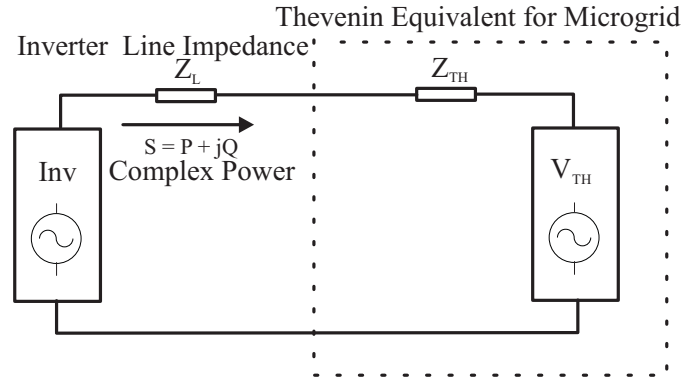 Thevenin Equivalent for Microgrid
Inverter Line Impedance
Z_L
Z_TH
S = P + jQ
Complex Power
Inv
V_TH